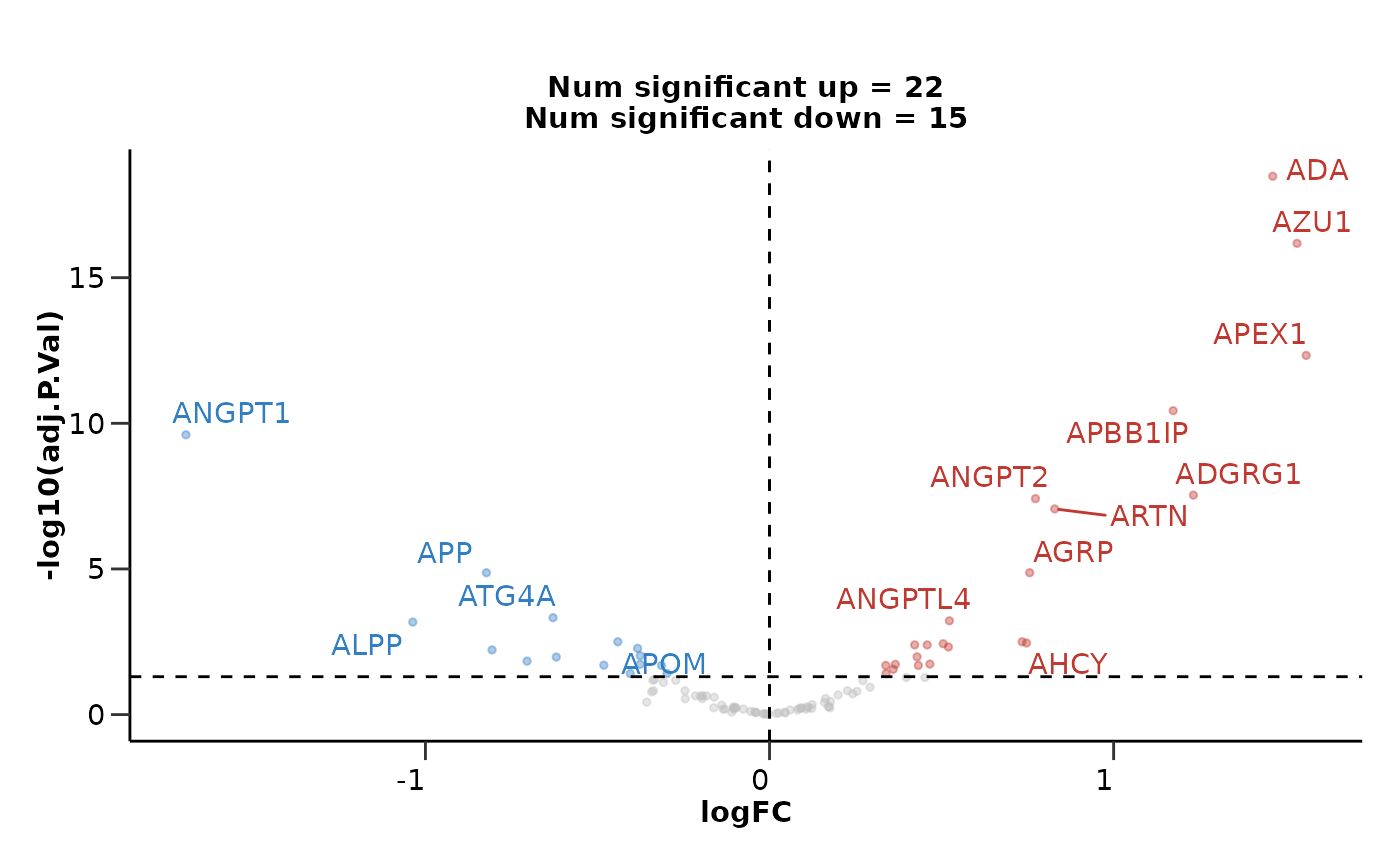 Num significant up = 22
Num significant down = 15
ADA
AZU1
15
APEX1
ANGPT1
10
APBB1IP
ANGPT2
ADGRG1
ARTN
-log10(adj.P.Val)
APP
AGRP
5
ATG4A
ANGPTL4
ALPP
APOM
AHCY
0
-1
0
1
logFC